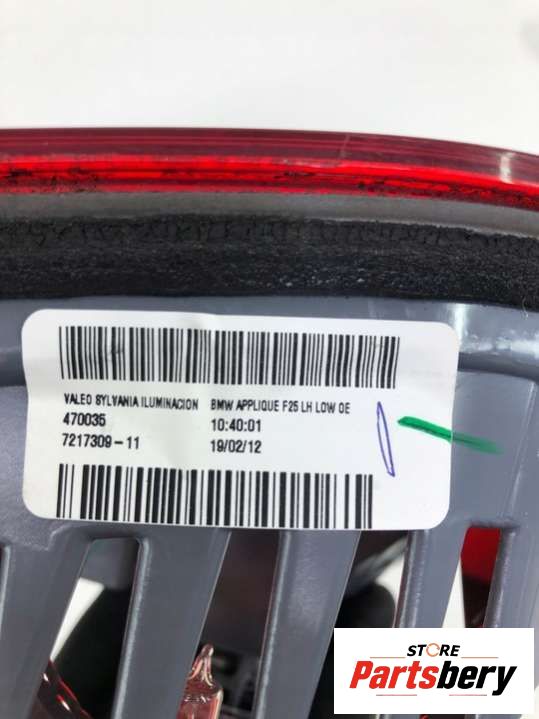 VALEO SYLVANIA ILUMINACION BMW APPLIQUE F25 LH LOW OE
470035 10:40:01
7217309-11 19/02/12
STORE
Partsbery